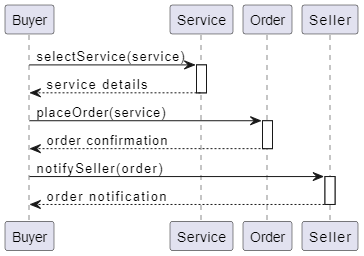 Buyer Service Order Seller
selectService(service)
service details
placeOrder(service)
order confirmation
notifySeller(order)
order notification
Buyer Service Order Seller